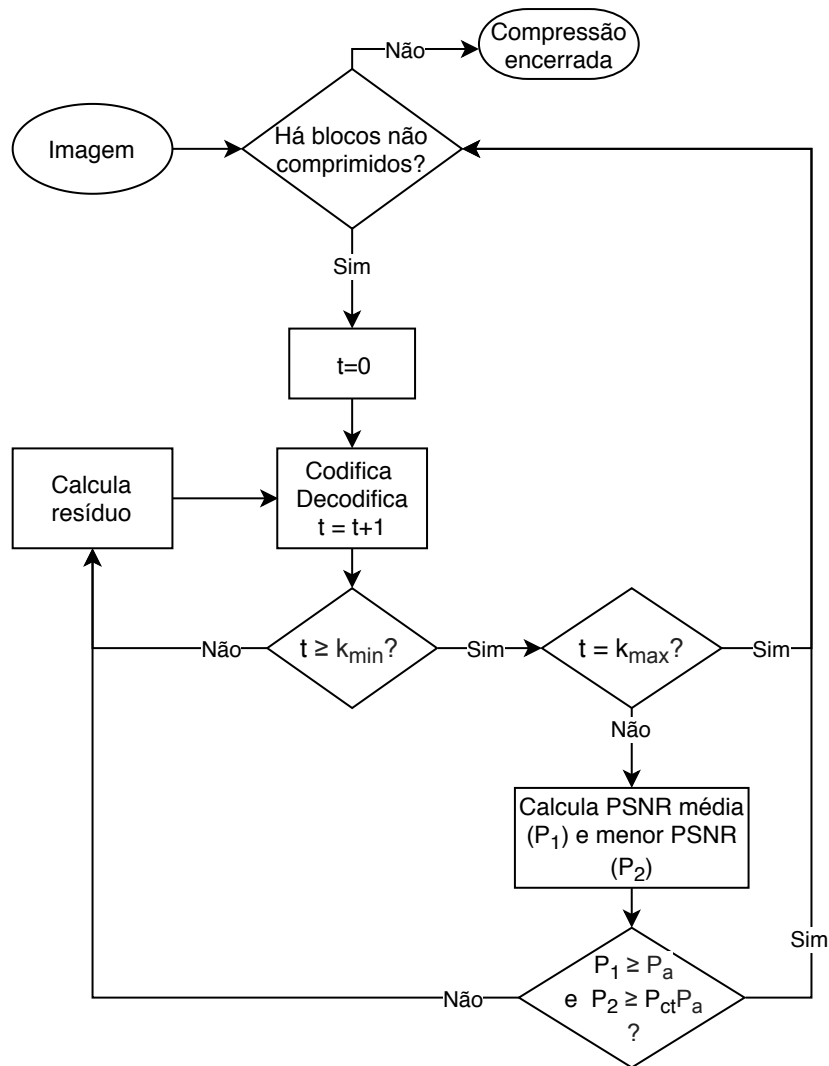 Compressão
encerrada
Não
Imagem
Há blocos não
comprimidos?
Sim
t=0
Calcula
resíduo
Codifica
Decodifica
t = t+1
Não
t ≥ kmin?
Sim
t = kmax?
Sim
Não
Calcula PSNR média
(P1) e menor PSNR
(P2)
Sim
Não
P1 ≥ Pa
e P2 ≥ PctPa
?